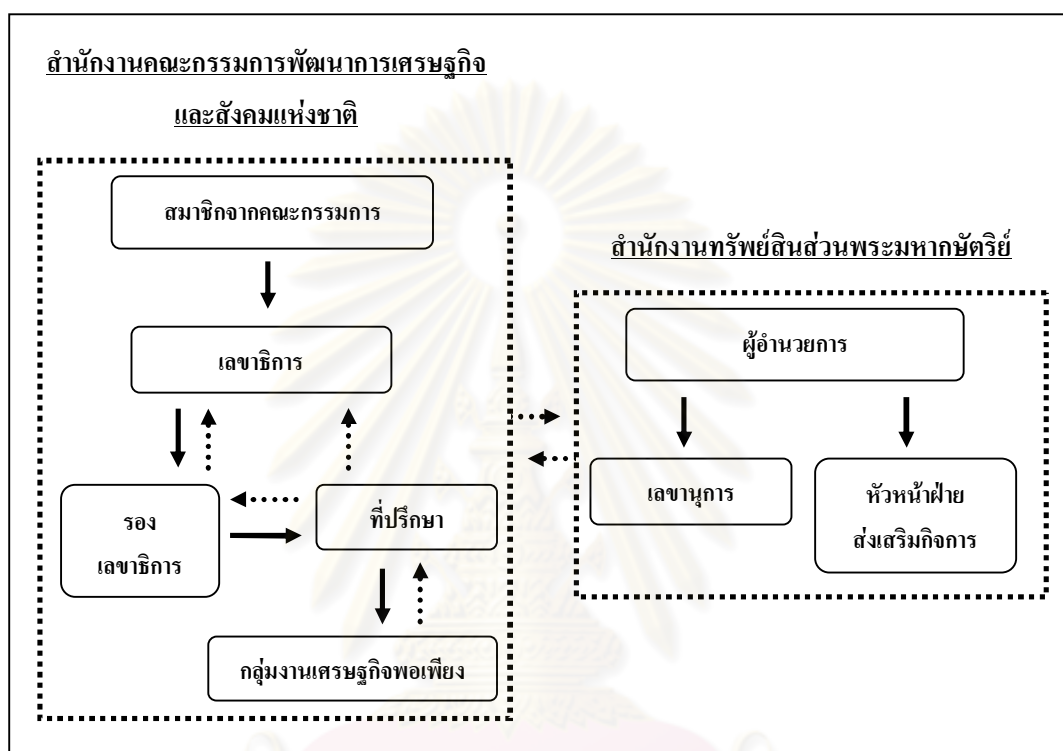 สำนักงานคณะกรรมการพัฒนาการเศรษฐกิจ
และสังคมแห่งชาติ
สมาชิกจากคณะกรรมการ
เลขาธิการ
รอง
เลขาธิการ
ที่ปรึกษา
กลุ่มงานเศรษฐกิจพอเพียง
สำนักงานทรัพย์สินส่วนพระมหากษัตริย์
ผู้อำนวยการ
เลขานุการ
หัวหน้าฝ่าย
ส่งเสริมกิจการ